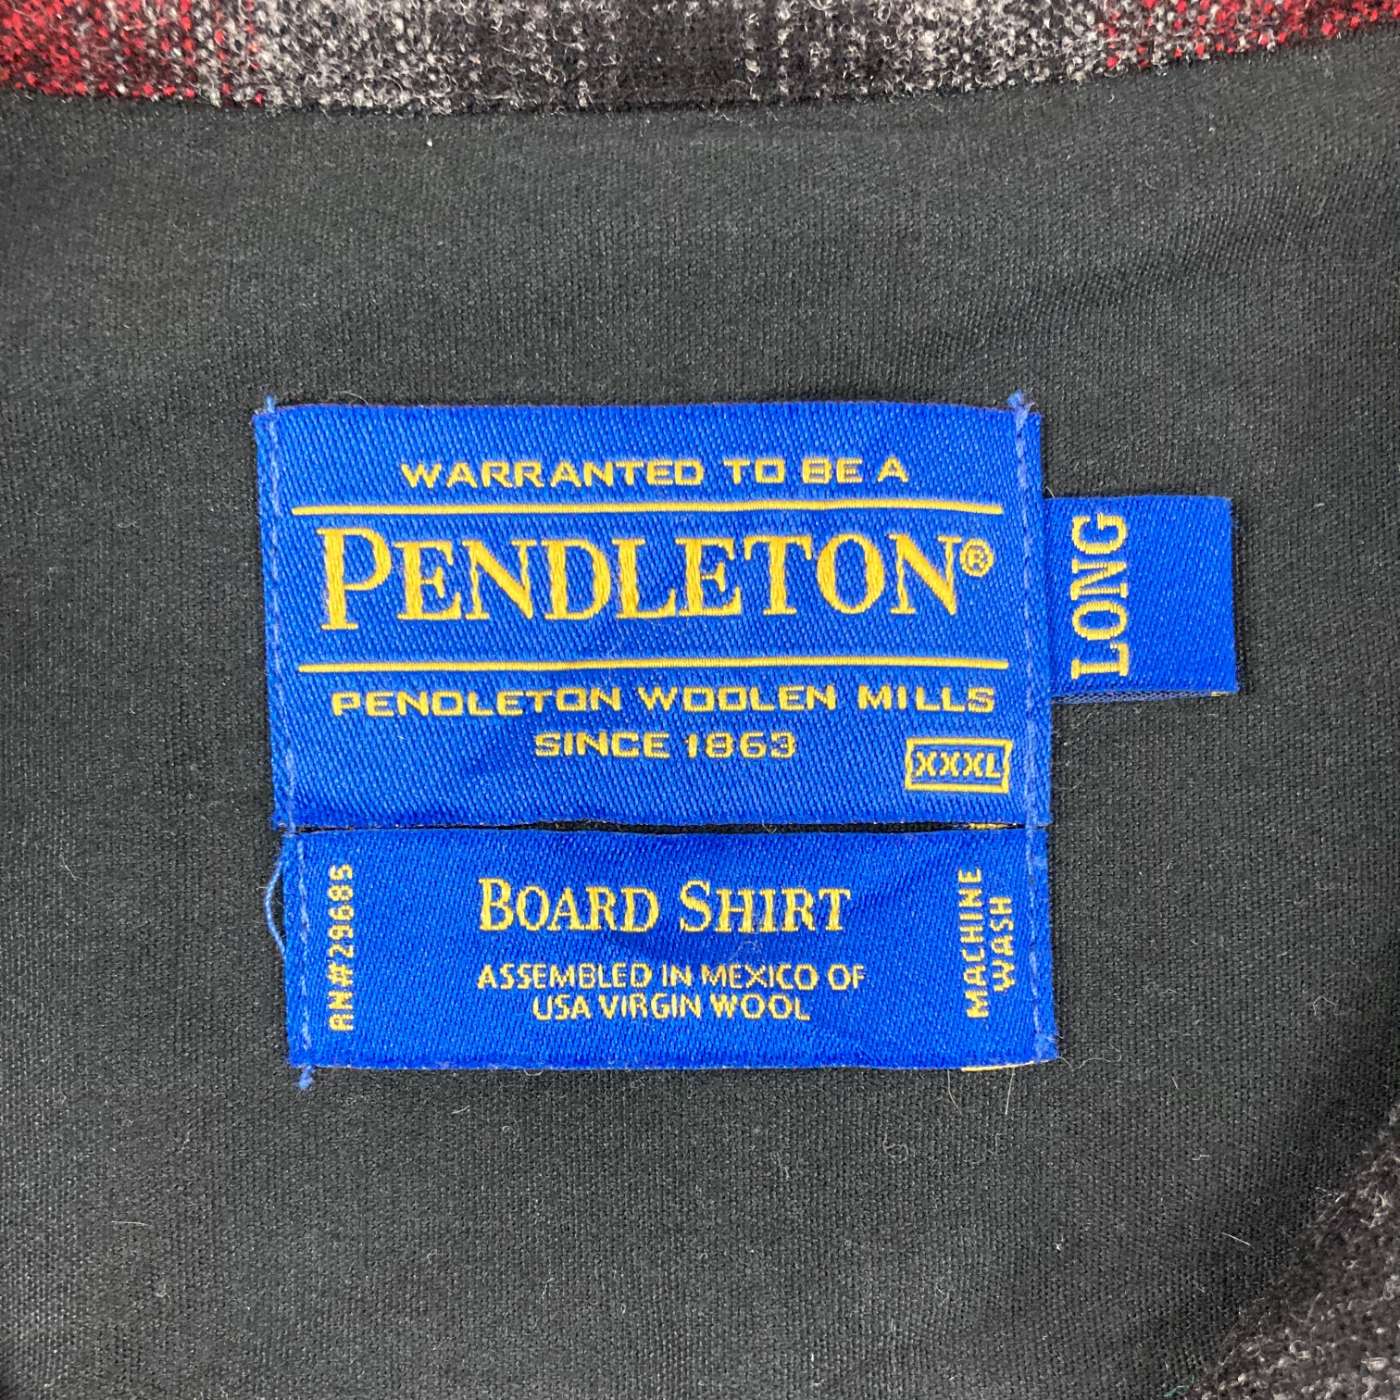 WARRANTED TO BE A
PENDLETON®
PENDLETON WOOLEN MILLS
SINCE 1863
XXXL
LONG
RN#29685
BOARD SHIRT
ASSEMBLED IN MEXICO OF
USA VIRGIN WOOL
MACHINE
WASH